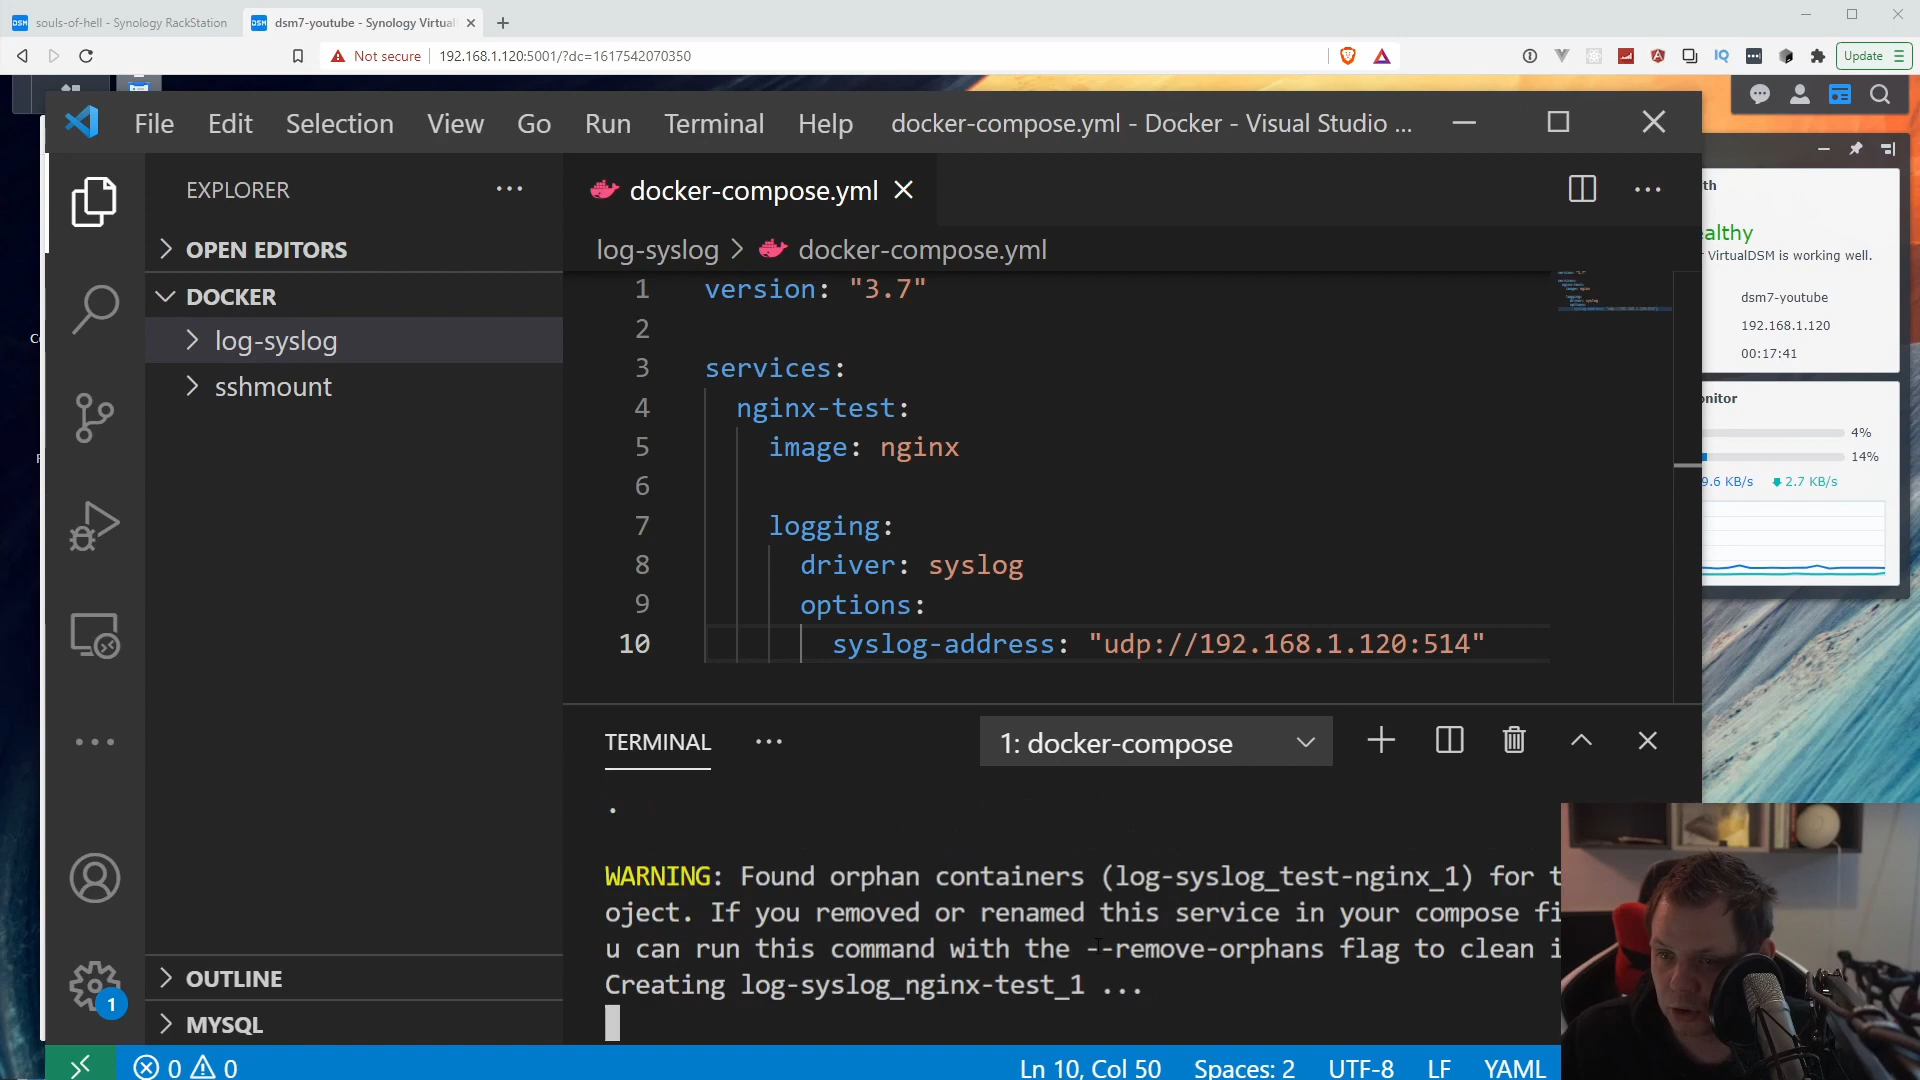 souls-of-hell - Synology RackStation
dsm7-youtube - Synology Virtual
Not secure
192.168.1.120:5001/?dc=1617542070350
Update
File Edit Selection View Go Run Terminal Help
docker-compose.yml - Docker - Visual Studio ...
EXPLORER
OPEN EDITORS
DOCKER
log-syslog
sshmount
OUTLINE
MYSQL
docker-compose.yml
log-syslog > docker-compose.yml
1 version: "3.7"
2
3 services:
4 nginx-test:
5 image: nginx
6
7 logging:
8 driver: syslog
9 options:
10 syslog-address: "udp://192.168.1.120:514"
TERMINAL
1: docker-compose
.
WARNING: Found orphan containers (log-syslog_test-nginx_1) for t
oject. If you removed or renamed this service in your compose fi
u can run this command with the --remove-orphans flag to clean i
Creating log-syslog_nginx-test_1 ...
1
0 0
Ln 10, Col 50
Spaces: 2
UTF-8
LF
YAML
th
ealthy
VirtualDSM is working well.
dsm7-youtube
192.168.1.120
00:17:41
onitor
4%
14%
9.6 KB/s
2.7 KB/s